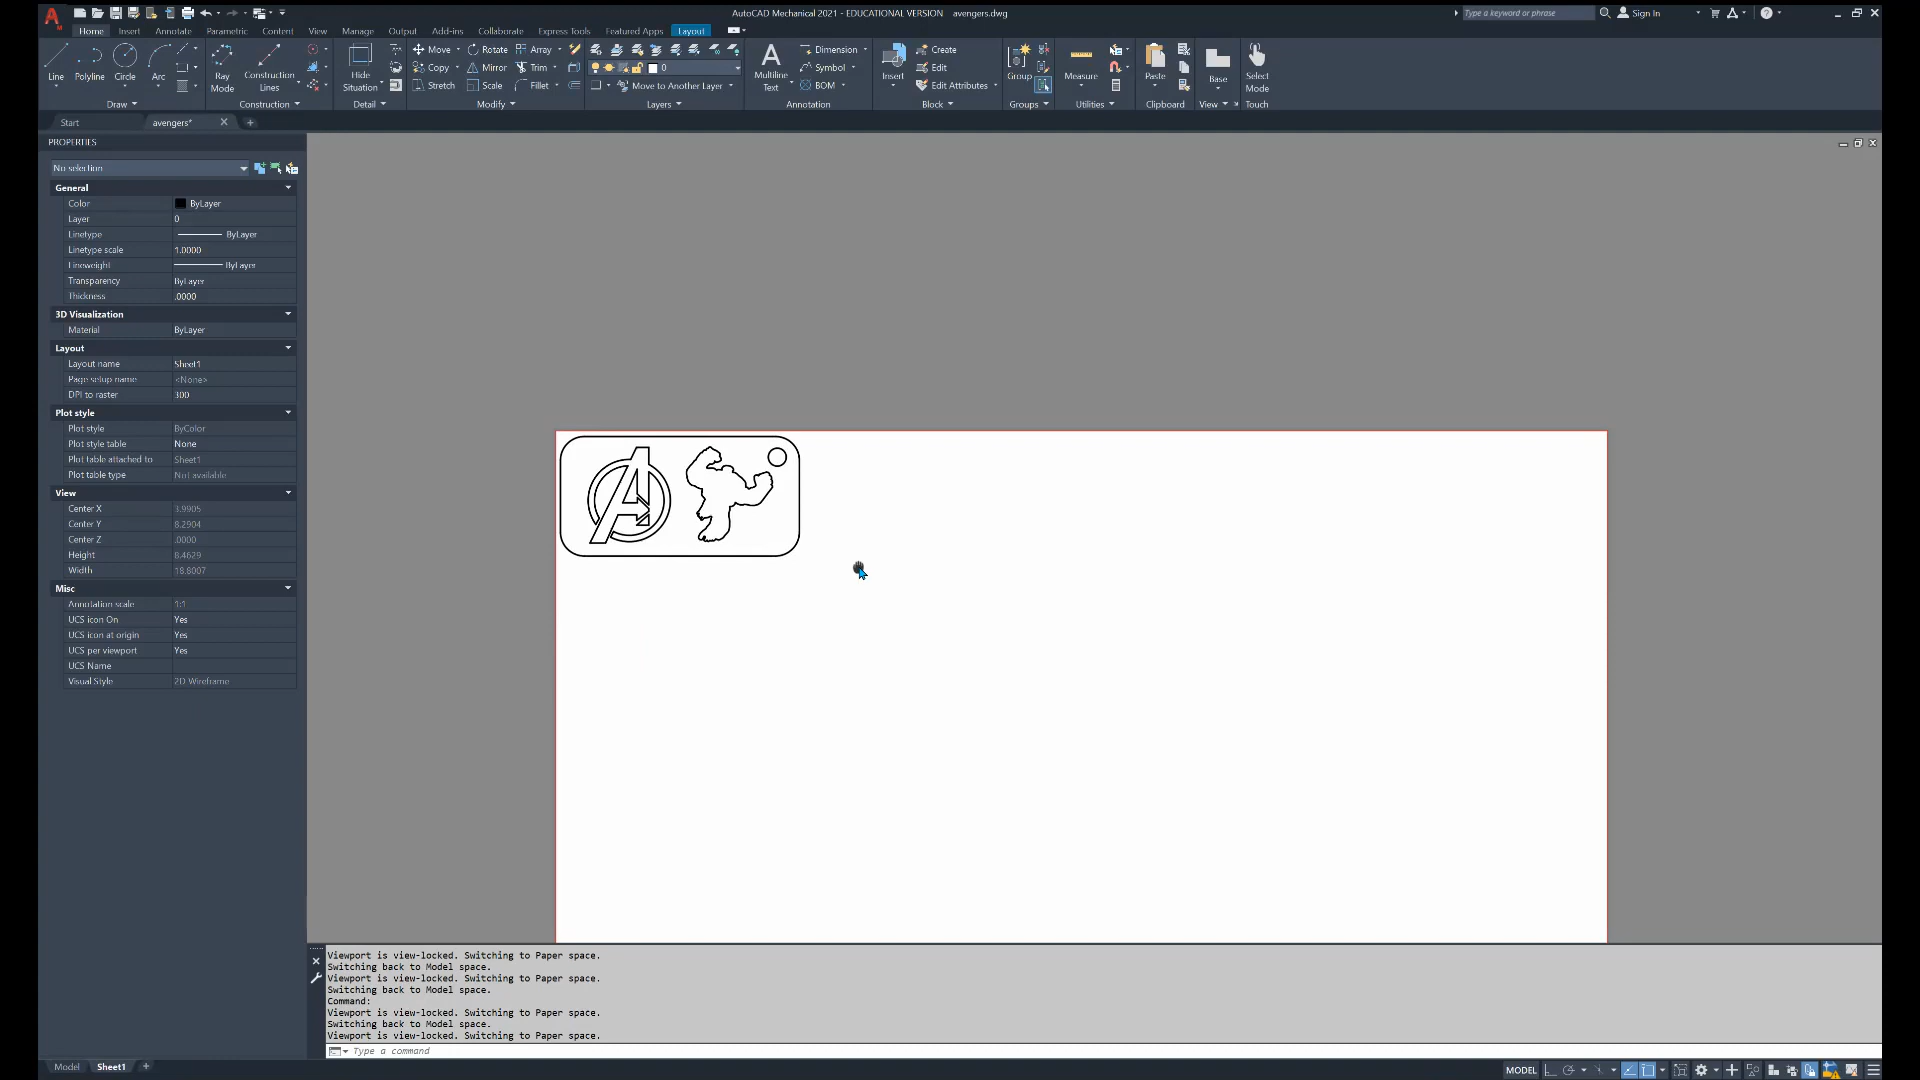 AutoCAD Mechanical 2021 - EDUCATIONAL VERSION avengers.dwg
Type a keyword or phrase
Sign In
Home Insert Annotate Parametric Content View Manage Output Add-ins Collaborate Express Tools Featured Apps Layout
Line Polyline Circle Arc
Ray Mode
Construction Lines
Hide Situation
Move Rotate Array
Copy Mirror Trim
Stretch Scale Fillet
0
Move to Another Layer
Multiline Text
Dimension
Symbol
BOM
Insert
Create
Edit
Edit Attributes
Group
Measure
Paste
Base
Select Mode
Draw Construction Detail Modify Layers Annotation Block Groups Utilities Clipboard View Touch
Start avengers*
PROPERTIES
No selection
General
Color ByLayer
Layer 0
Linetype ByLayer
Linetype scale 1.0000
Lineweight ByLayer
Transparency ByLayer
Thickness .0000
3D Visualization
Material ByLayer
Layout
Layout name Sheet1
Page setup name <None>
DPI to raster 300
Plot style
Plot style ByColor
Plot style table None
Plot table attached to Sheet1
Plot table type Not available
View
Center X 3.9905
Center Y 8.2904
Center Z .0000
Height 8.4629
Width 18.8007
Misc
Annotation scale 1:1
UCS icon On Yes
UCS icon at origin Yes
UCS per viewport Yes
UCS Name
Visual Style 2D Wireframe
Viewport is view-locked. Switching to Paper space.
Switching back to Model space.
Viewport is view-locked. Switching to Paper space.
Switching back to Model space.
Command:
Viewport is view-locked. Switching to Paper space.
Switching back to Model space.
Viewport is view-locked. Switching to Paper space.
Type a command
Model Sheet1 +
MODEL